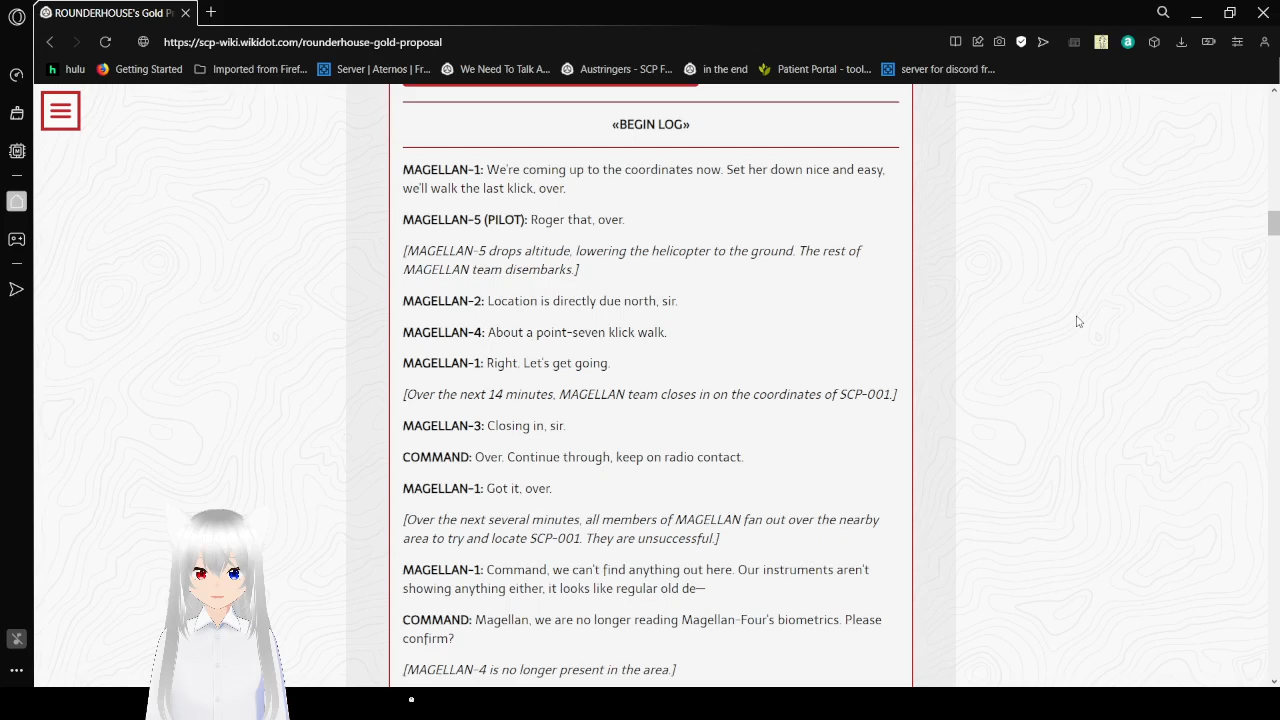 ROUNDERHOUSE's Gold P
https://scp-wiki.wikidot.com/rounderhouse-gold-proposal
hulu
Getting Started
Imported from Firef...
Server | Aternos | Fr...
We Need To Talk A...
Austringers - SCP F...
in the end
Patient Portal - tool...
server for discord fr...
«BEGIN LOG»
MAGELLAN-1: We're coming up to the coordinates now. Set her down nice and easy,
we'll walk the last klick, over.
MAGELLAN-5 (PILOT): Roger that, over.
[MAGELLAN-5 drops altitude, lowering the helicopter to the ground. The rest of
MAGELLAN team disembarks.]
MAGELLAN-2: Location is directly due north, sir.
MAGELLAN-4: About a point-seven klick walk.
MAGELLAN-1: Right. Let's get going.
[Over the next 14 minutes, MAGELLAN team closes in on the coordinates of SCP-001.]
MAGELLAN-3: Closing in, sir.
COMMAND: Over. Continue through, keep on radio contact.
MAGELLAN-1: Got it, over.
[Over the next several minutes, all members of MAGELLAN fan out over the nearby
area to try and locate SCP-001. They are unsuccessful.]
MAGELLAN-1: Command, we can't find anything out here. Our instruments aren't
showing anything either, it looks like regular old de—
COMMAND: Magellan, we are no longer reading Magellan-Four's biometrics. Please
confirm?
[MAGELLAN-4 is no longer present in the area.]